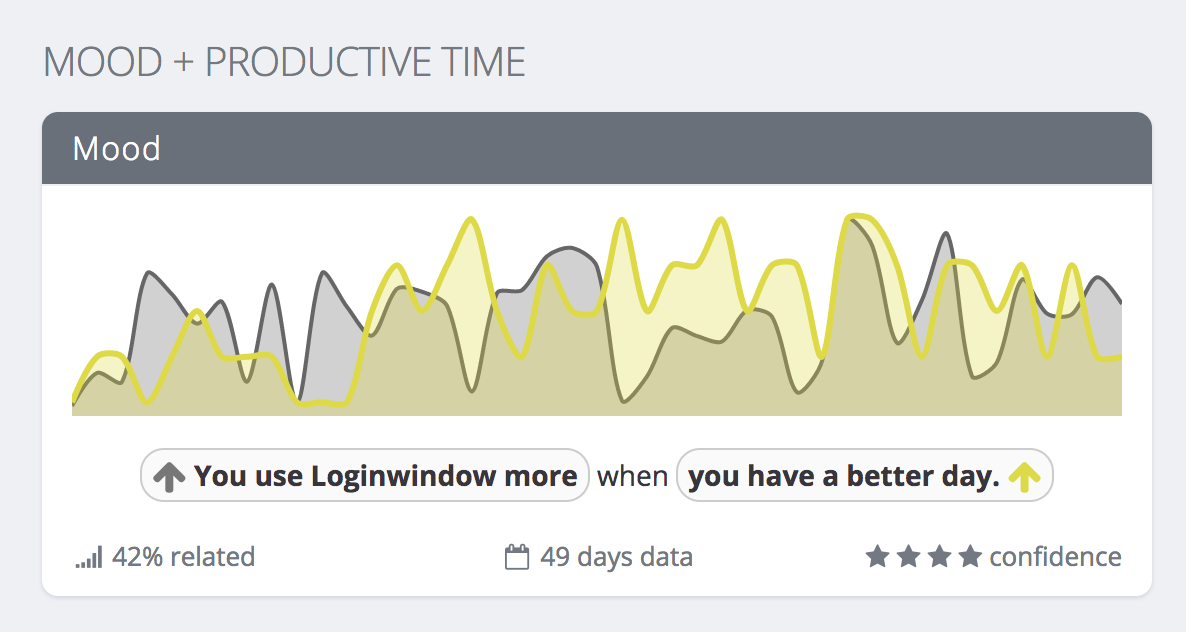 MOOD + PRODUCTIVE TIME
Mood
You use Loginwindow more when you have a better day.
42% related 49 days data confidence